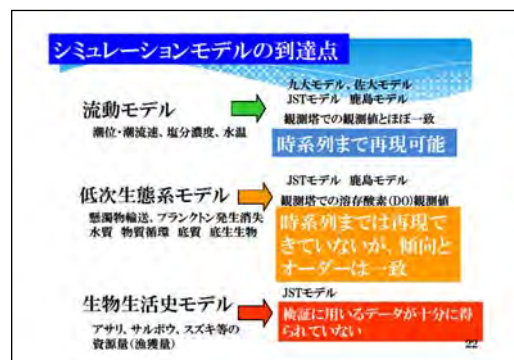 シミュレーションモデルの到達点
流動モデル
潮位・潮流速、塩分濃度、水温
九大モデル、佐大モデル
JSTモデル 鹿島モデル
観測塔での観測値とほぼ一致
時系列まで再現可能
低次生態系モデル
懸濁物輸送、プランクトン発生消失
水質 物質循環 底質 底生生物
JSTモデル 鹿島モデル
観測塔での溶存酸素(DO)観測値
時系列までは再現で
きていないが、傾向と
オーダーは一致
生物生活史モデル
アサリ、サルボウ、スズキ等の
資源量(漁獲量)
JSTモデル
検証に用いるデータが十分に得
られていない
22